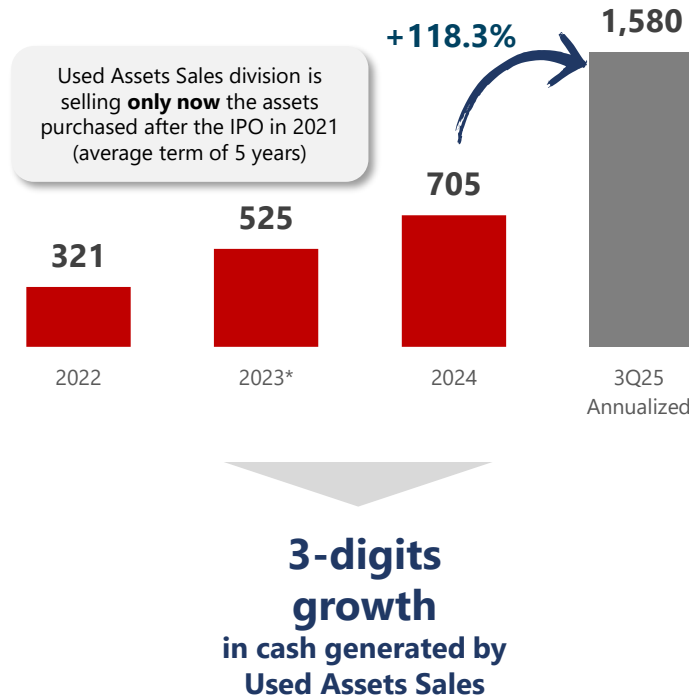 +118.3%
1,580
Used Assets Sales division is
selling only now the assets
purchased after the IPO in 2021
(average term of 5 years)
705
525
321
2022
2023*
2024
3Q25
Annualized
3-digits
growth
in cash generated by
Used Assets Sales